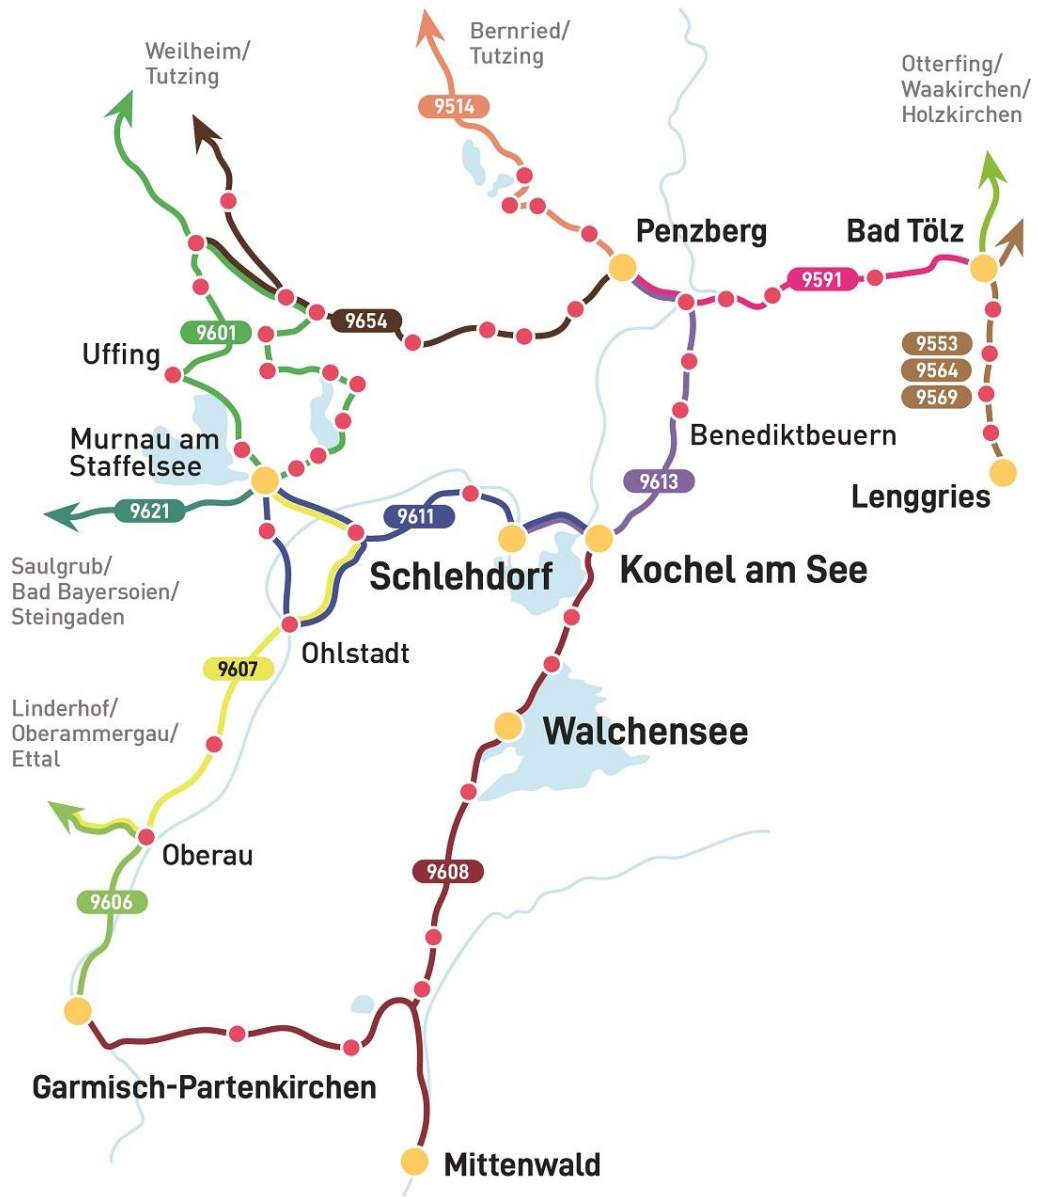 Weilheim/
Tutzing
Bernried/
Tutzing
Otterfing/
Waakirchen/
Holzkirchen
9514
Penzberg
Bad Tölz
9591
9654
9601
Uffing
9553
9564
9569
Murnau am
Staffelsee
Benediktbeuern
9613
Lenggries
9621
9611
Saulgrub/
Bad Bayersoien/
Steingaden
Schlehdorf
Kochel am See
Ohlstadt
9607
Linderhof/
Oberammergau/
Ettal
Walchensee
Oberau
9608
9606
Garmisch-Partenkirchen
Mittenwald